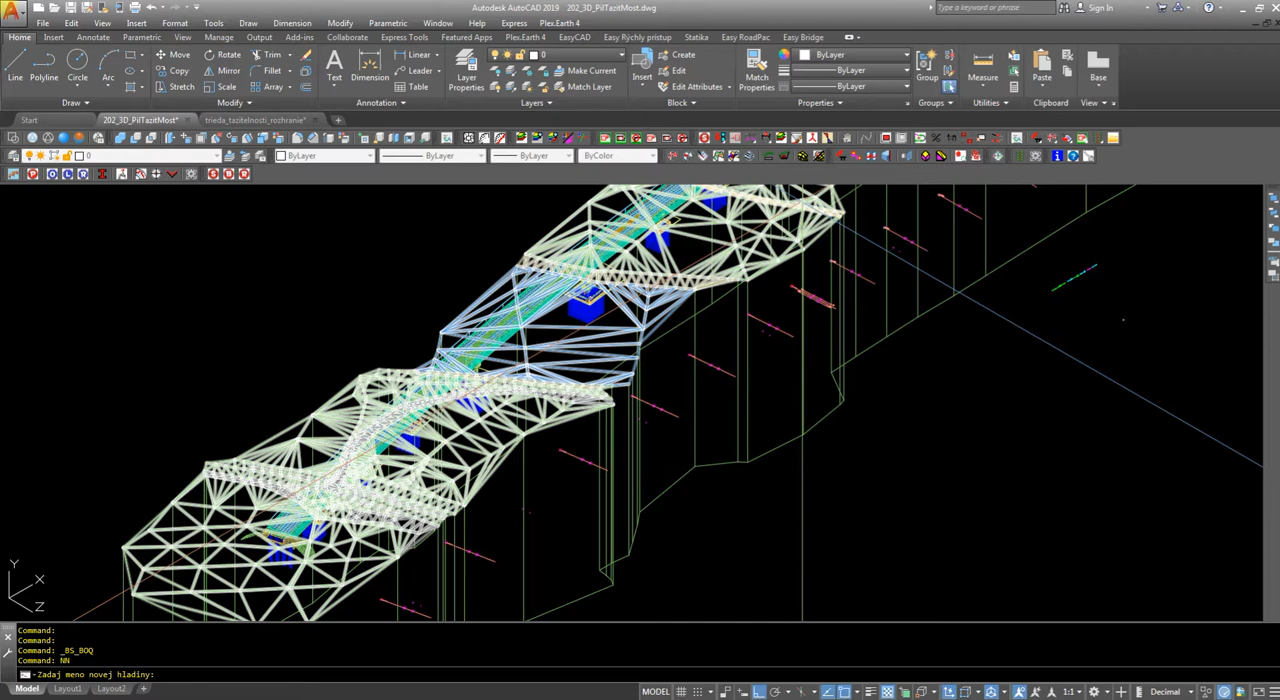 Autodesk AutoCAD 2019 202_3D_PilTazitMost.dwg
Type a keyword or phrase
Sign In
File Edit View Insert Format Tools Draw Dimension Modify Parametric Window Help Express Plex.Earth 4
Home Insert Annotate Parametric View Manage Output Add-ins Collaborate Express Tools Featured Apps Plex.Earth 4 EasyCAD Easy Rýchly prístup Statika Easy RoadPac Easy Bridge
Line Polyline Circle Arc
Move Rotate Trim
Copy Mirror Fillet
Stretch Scale Array
Text Dimension
Linear
Leader
Table
Layer Properties
0
Make Current
Match Layer
Insert
Create
Edit
Edit Attributes
Match Properties
ByLayer
ByLayer
ByLayer
Group
Measure
Paste
Base
Draw Modify Annotation Layers Block Properties Groups Utilities Clipboard View
Start 202_3D_PilTazitMost* trieda_tazitelnosti_rozhranie*
0 ByLayer ByLayer ByLayer ByColor
Y
X
Z
Command:
Command:
Command: _BS_BOQ
Command: NN
Zadaj meno novej hladiny:
Model Layout1 Layout2
MODEL 1:1 Decimal